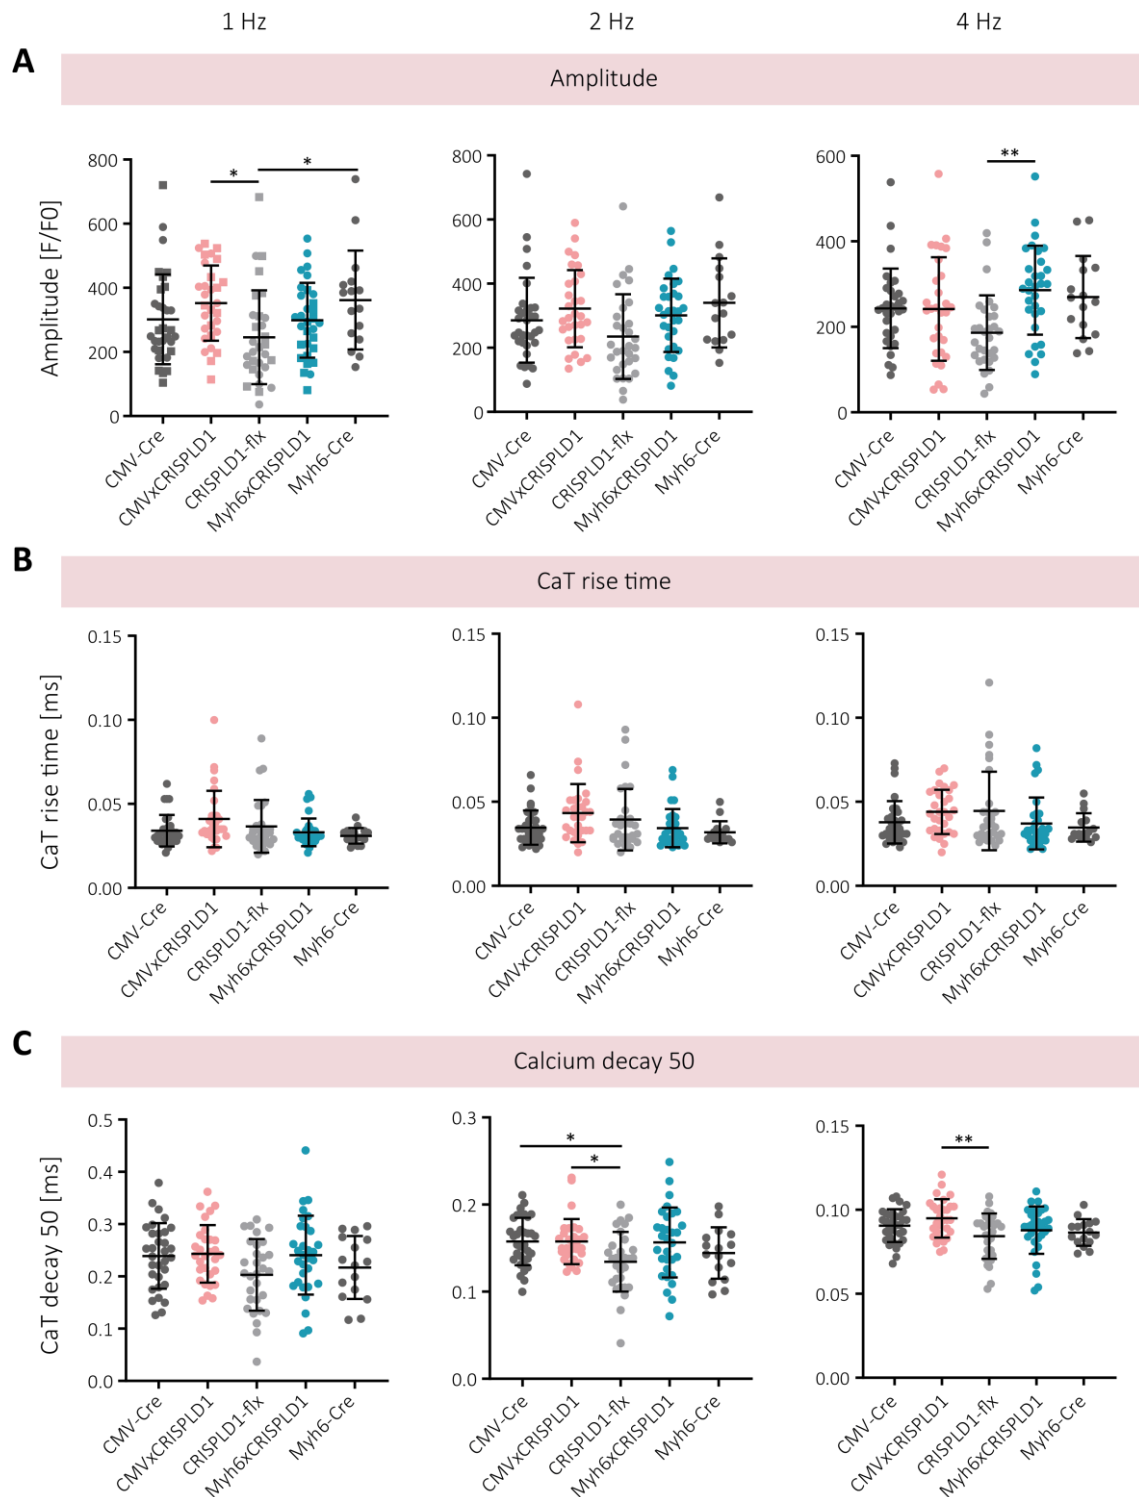 1 Hz 2 Hz 4 Hz
A
Amplitude
Amplitude [F/F0]
800 600 400 200 0
*
*
CMV-Cre CMVxCRISPLD1 CRISPLD1-flx Myh6xCRISPLD1 Myh6-Cre
800 600 400 200 0
CMV-Cre CMVxCRISPLD1 CRISPLD1-flx Myh6xCRISPLD1 Myh6-Cre
600 400 200 0
**
CMV-Cre CMVxCRISPLD1 CRISPLD1-flx Myh6xCRISPLD1 Myh6-Cre
B
CaT rise time
CaT rise time [ms]
0.15 0.10 0.05 0.00
CMV-Cre CMVxCRISPLD1 CRISPLD1-flx Myh6xCRISPLD1 Myh6-Cre
0.15 0.10 0.05 0.00
CMV-Cre CMVxCRISPLD1 CRISPLD1-flx Myh6xCRISPLD1 Myh6-Cre
0.15 0.10 0.05 0.00
CMV-Cre CMVxCRISPLD1 CRISPLD1-flx Myh6xCRISPLD1 Myh6-Cre
C
Calcium decay 50
CaT decay 50 [ms]
0.5 0.4 0.3 0.2 0.1 0.0
CMV-Cre CMVxCRISPLD1 CRISPLD1-flx Myh6xCRISPLD1 Myh6-Cre
0.3 0.2 0.1 0.0
*
*
CMV-Cre CMVxCRISPLD1 CRISPLD1-flx Myh6xCRISPLD1 Myh6-Cre
0.15 0.10 0.05 0.00
**
CMV-Cre CMVxCRISPLD1 CRISPLD1-flx Myh6xCRISPLD1 Myh6-Cre